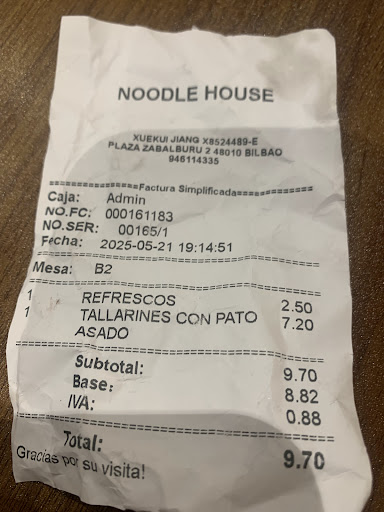 NOODLE HOUSE
XUEKUI JIANG X8524489-E
PLAZA ZABALBURU 2 48010 BILBAO
946114335
==============Factura Simplificada==============
Caja: Admin
NO.FC: 000161183
NO.SER: 00165/1
Fecha: 2025-05-21 19:14:51
Mesa: B2
1 REFRESCOS 2.50
1 TALLARINES CON PATO 7.20
ASADO
Subtotal: 9.70
Base: 8.82
IVA: 0.88
Total: 9.70
Gracias por su visita!